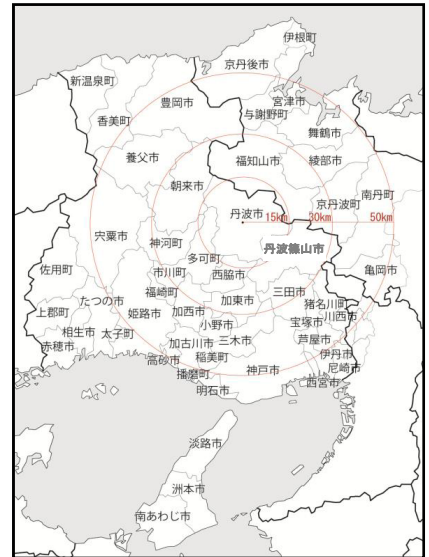 伊根町
京丹後市
新温泉町
豊岡市
宮津市
与謝野町
香美町
舞鶴市
養父市
福知山市
綾部市
朝来市
南丹町
京丹波町
丹波市
15km
30km
50km
宍粟市
神河町
丹波篠山市
多可町
市川町
西脇市
佐用町
亀岡市
福崎町
加東市
三田市
たつの市
猪名川町
上郡町
姫路市
加西市
川西市
小野市
宝塚市
相生市
太子町
三木市
赤穂市
加古川市
芦屋市
高砂市
稲美町
伊丹市
播磨町
神戸市
尼崎市
明石市
西宮市
淡路市
洲本市
南あわじ市